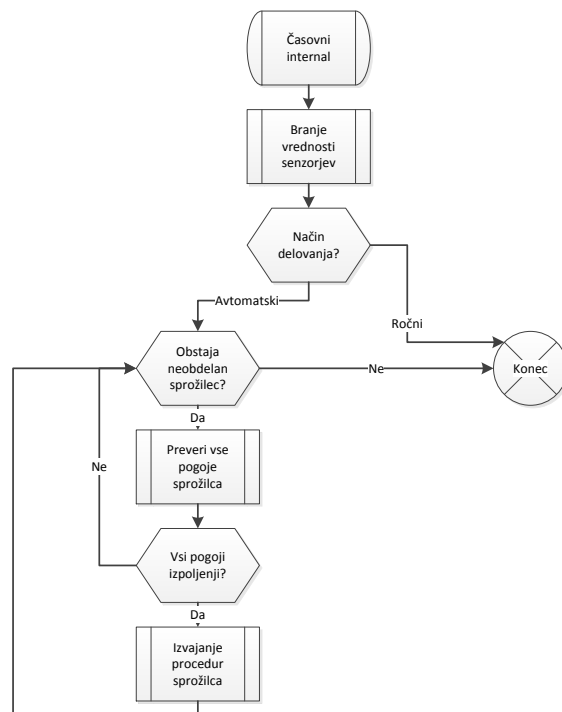 Časovni
internal
Branje
vrednosti
senzorjev
Način
delovanja?
Avtomatski
Ročni
Obstaja
neobdelan
sprožilec?
Ne
Konec
Da
Preveri vse
pogoje
sprožilca
Ne
Vsi pogoji
izpoljenji?
Da
Izvajanje
procedur
sprožilca